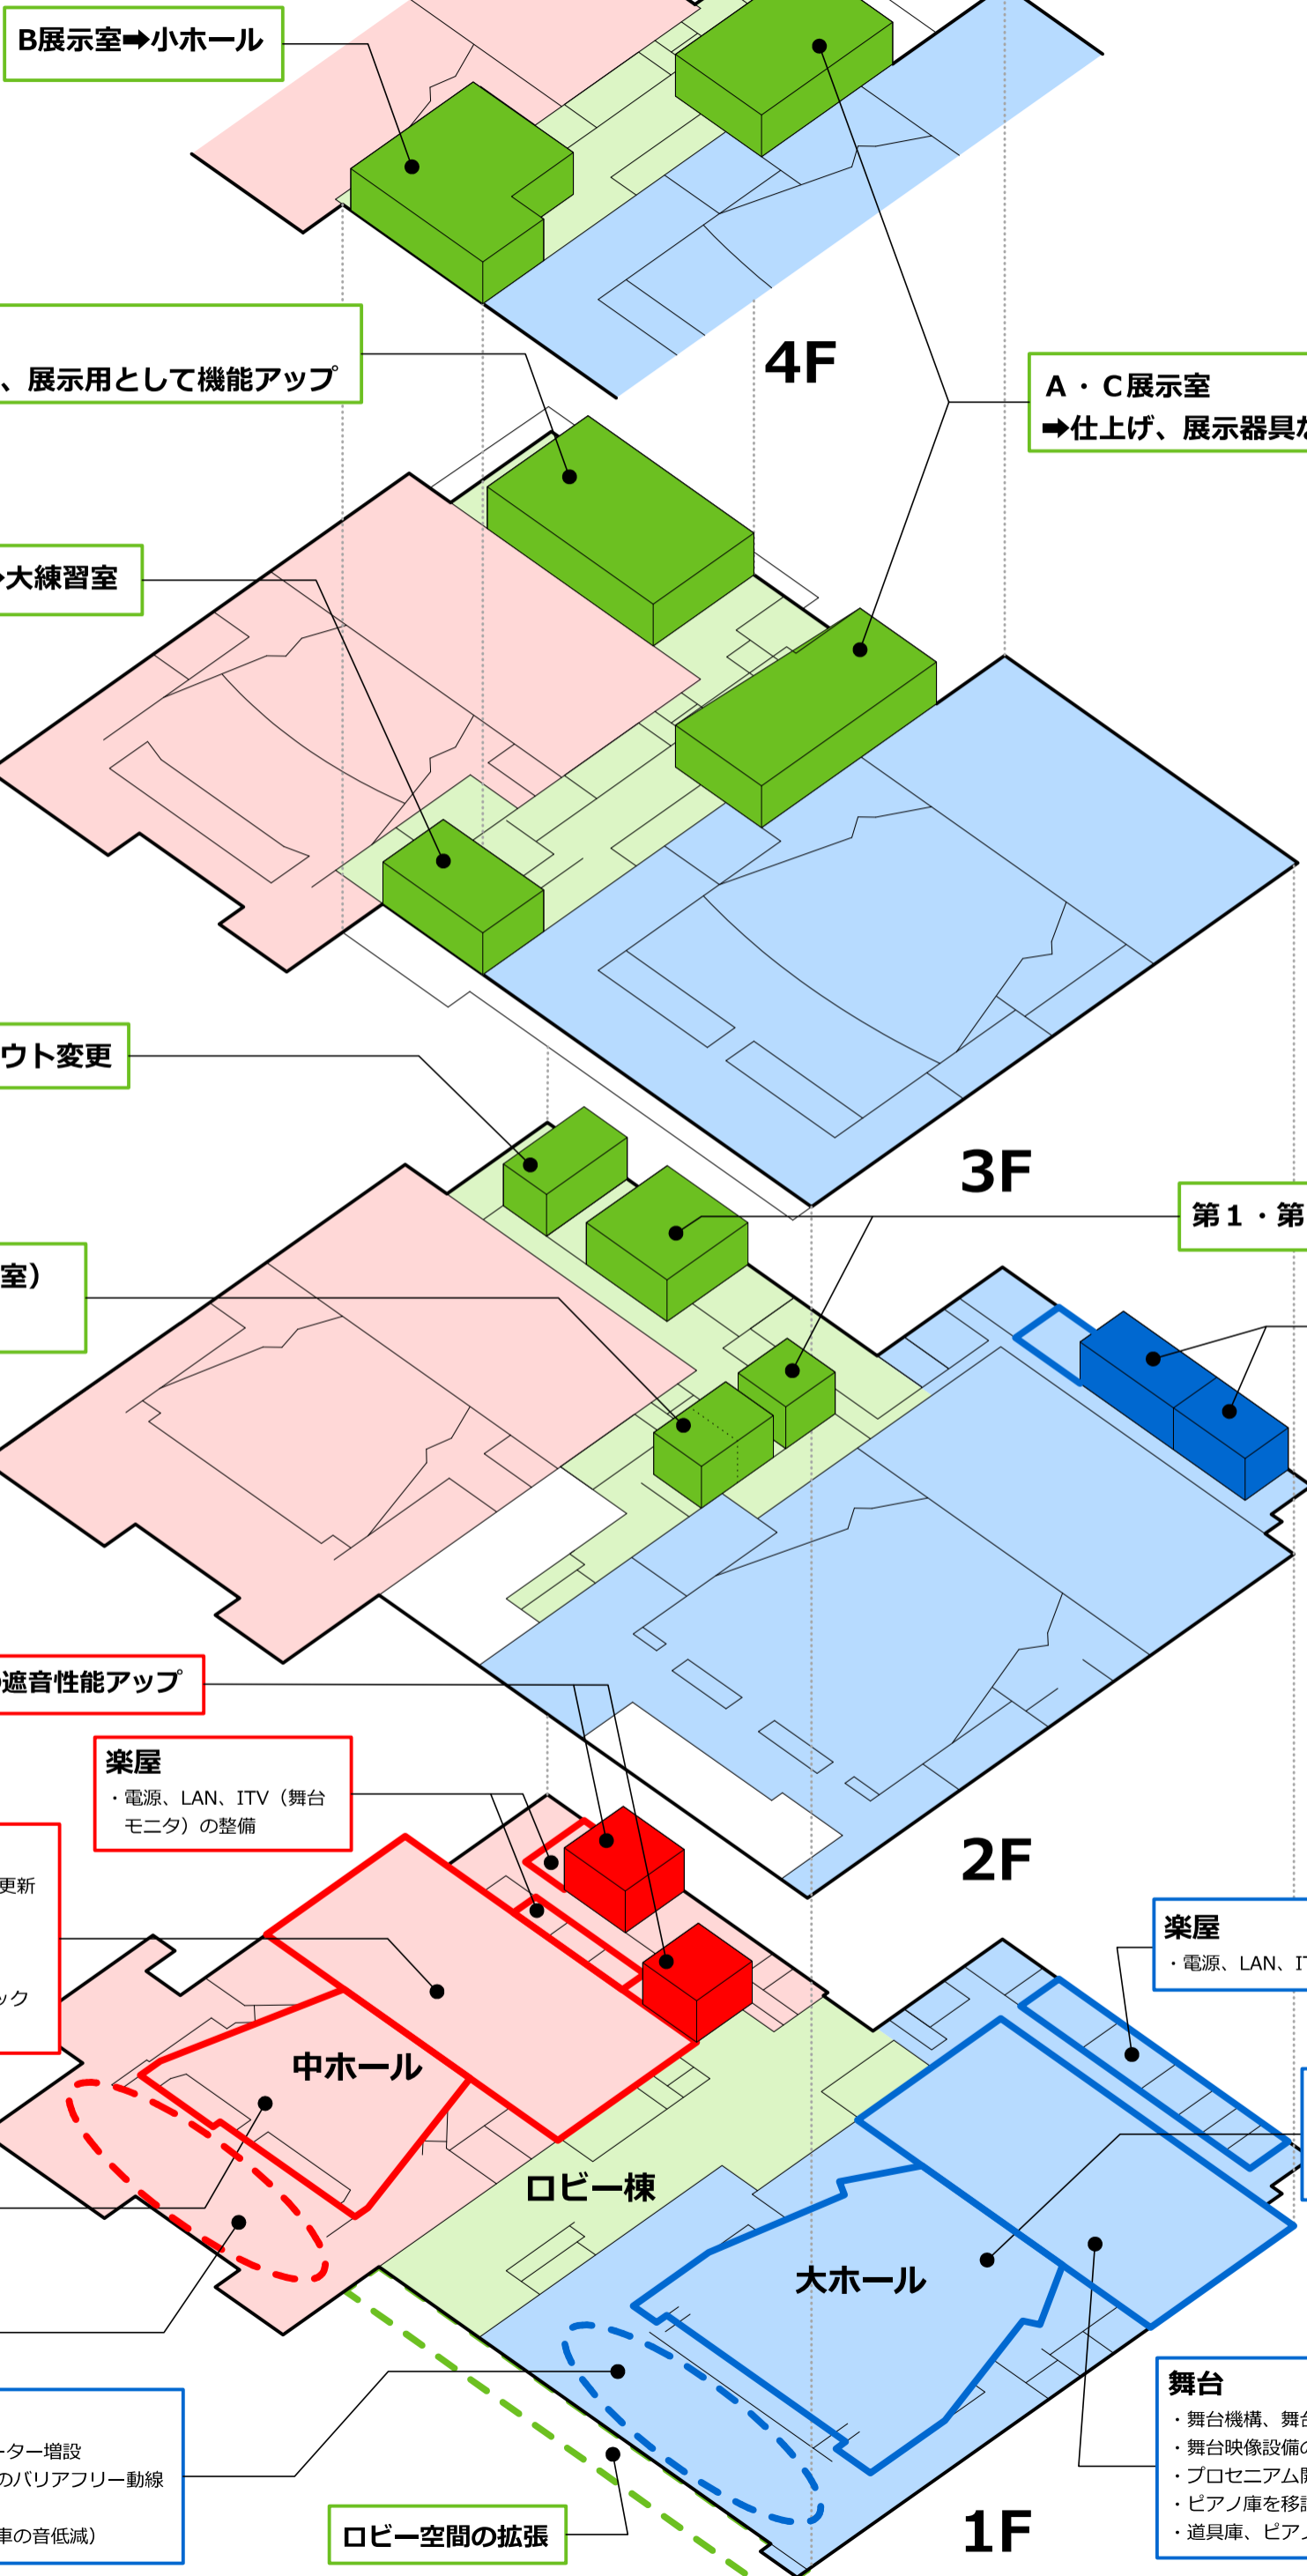 B展示室➡小ホール
、展示用として機能アップ
4F
A・C展示室
➡仕上げ、展示器具
大練習室
ウト変更
3F
第1・第
室）
の遮音性能アップ
楽屋
・電源、LAN、ITV（舞台
モニタ）の整備
更新
ック
2F
楽屋
・電源、LAN、IT
中ホール
ロビー棟
大ホール
舞台
・舞台機構、舞台
・舞台映像設備の
・プロセニアム開
・ピアノ庫を移設
・道具庫、ピアノ
ーター増設
のバリアフリー動線
庫の音低減）
ロビー空間の拡張
1F